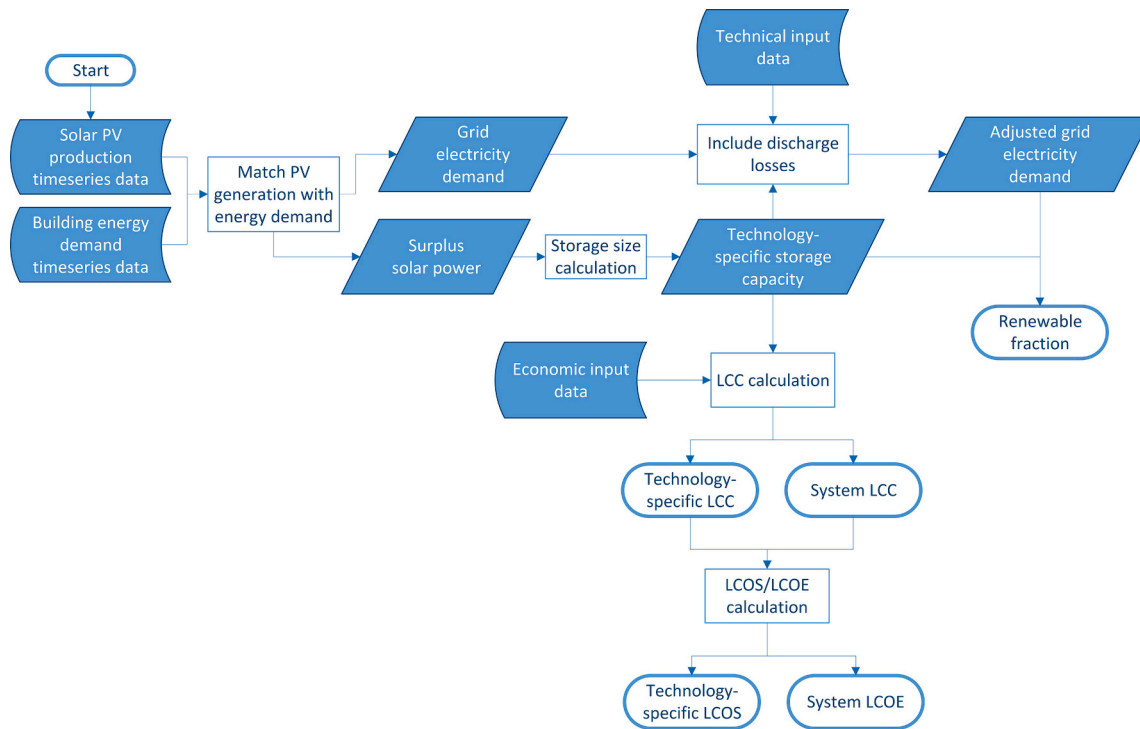 Technical input
data
Start
Solar PV
production
timeseries data
Grid
electricity
demand
Include discharge
losses
Adjusted grid
electricity
demand
Match PV
generation with
energy demand
Building energy
demand
timeseries data
Surplus
solar power
Storage size
calculation
Technology-
specific storage
capacity
Renewable
fraction
Economic input
data
LCC calculation
Technology-
specific LCC
System LCC
LCOS/LCOE
calculation
Technology-
specific LCOS
System LCOE